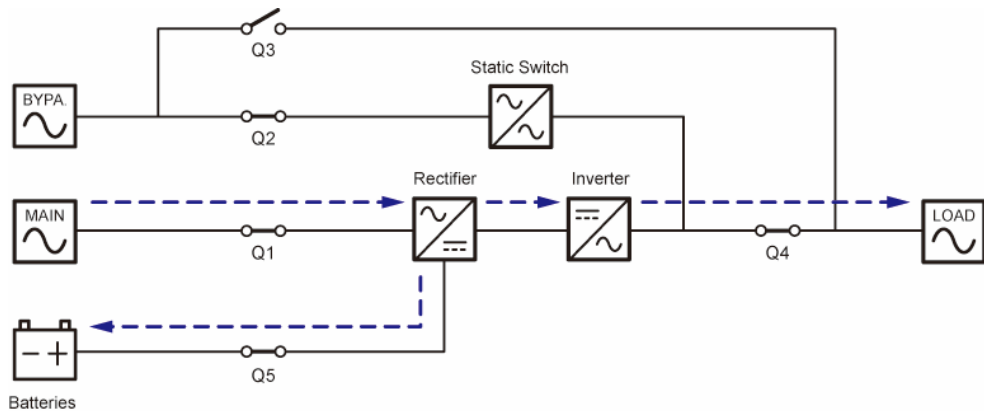 Q3
Static Switch
BYPA.
Q2
Rectifier
Inverter
MAIN
LOAD
Q1
Q4
Q5
Batteries